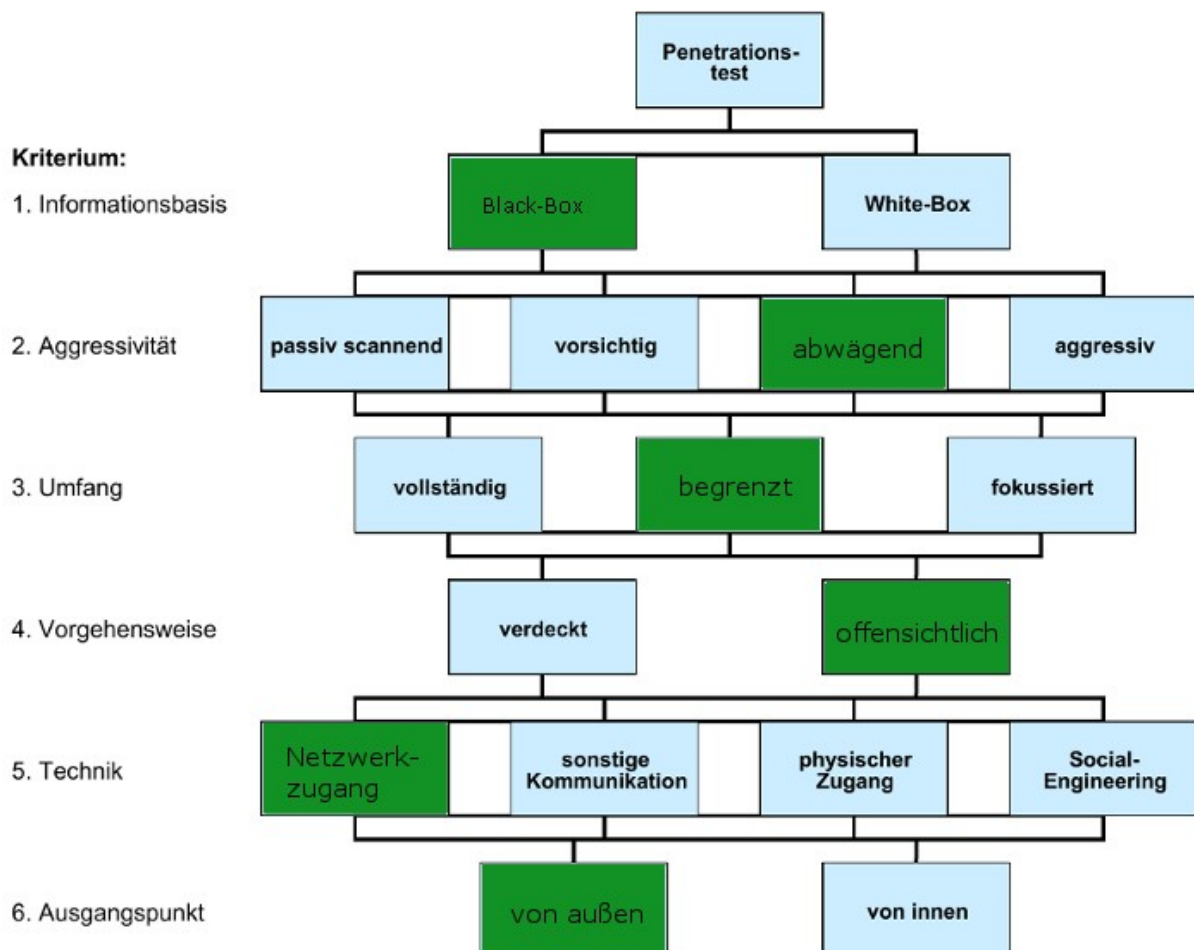 Penetrations-
test
Kriterium:
1. Informationsbasis
Black-Box
White-Box
2. Aggressivität
passiv scannend
vorsichtig
abwägend
aggressiv
3. Umfang
vollständig
begrenzt
fokussiert
4. Vorgehensweise
verdeckt
offensichtlich
5. Technik
Netzwerk-
zugang
sonstige
Kommunikation
physischer
Zugang
Social-
Engineering
6. Ausgangspunkt
von außen
von innen